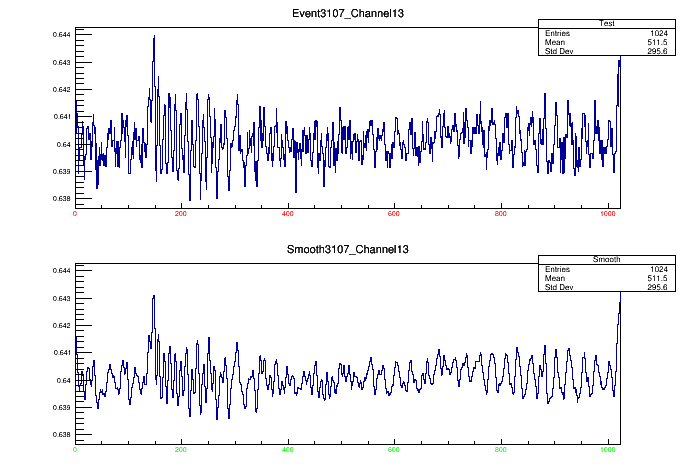 Event3107_Channel13
Test
Entries 1024
Mean 511.5
Std Dev 295.6
0.644
0.643
0.642
0.641
0.64
0.639
0.638
0 200 400 600 800 1000
Smooth3107_Channel13
Smooth
Entries 1024
Mean 511.5
Std Dev 295.6
0.644
0.643
0.642
0.641
0.64
0.639
0.638
0 200 400 600 800 1000